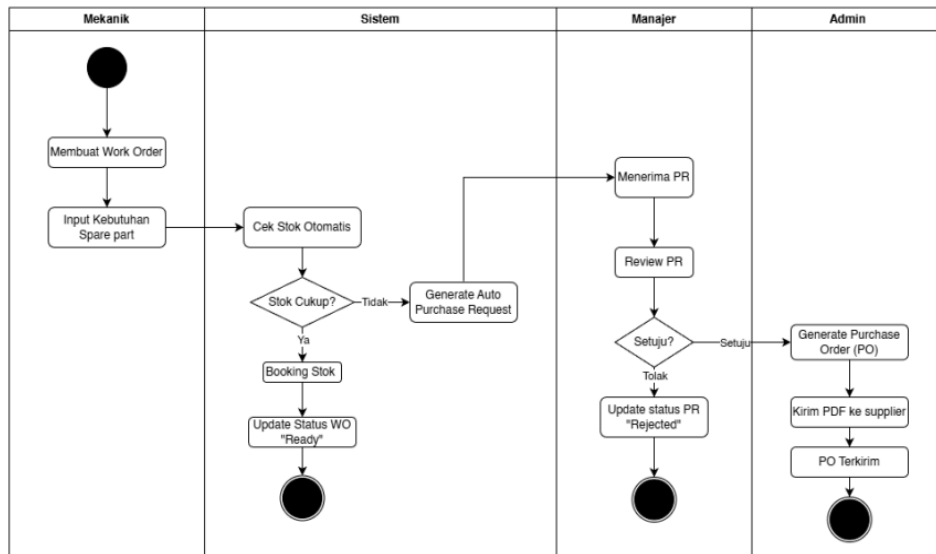 Mekanik
Sistem
Manajer
Admin
Membuat Work Order
Input Kebutuhan
Spare part
Cek Stok Otomatis
Stok Cukup?
Tidak
Generate Auto
Purchase Request
Ya
Booking Stok
Update Status WO
"Ready"
Menerima PR
Review PR
Setuju?
Setuju
Tolak
Update status PR
"Rejected"
Generate Purchase
Order (PO)
Kirim PDF ke supplier
PO Terkirim